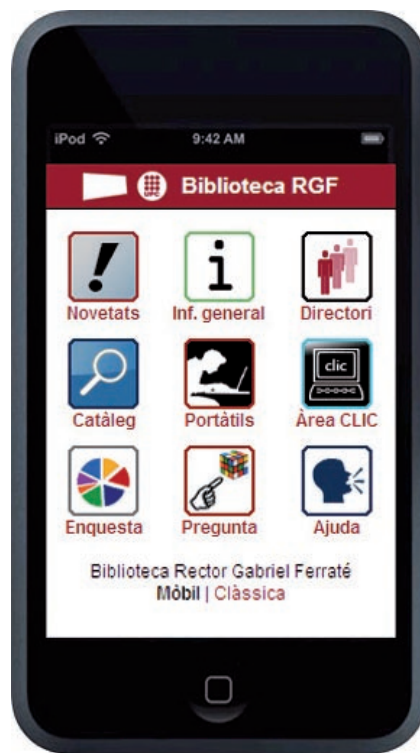 iPod 9:42 AM
Biblioteca RGF
!
i
Novetats Inf. general Directori
clic
Catàleg Portàtils Àrea CLIC
Enquesta Pregunta Ajuda
Biblioteca Rector Gabriel Ferraté
Mòbil | Clàssica